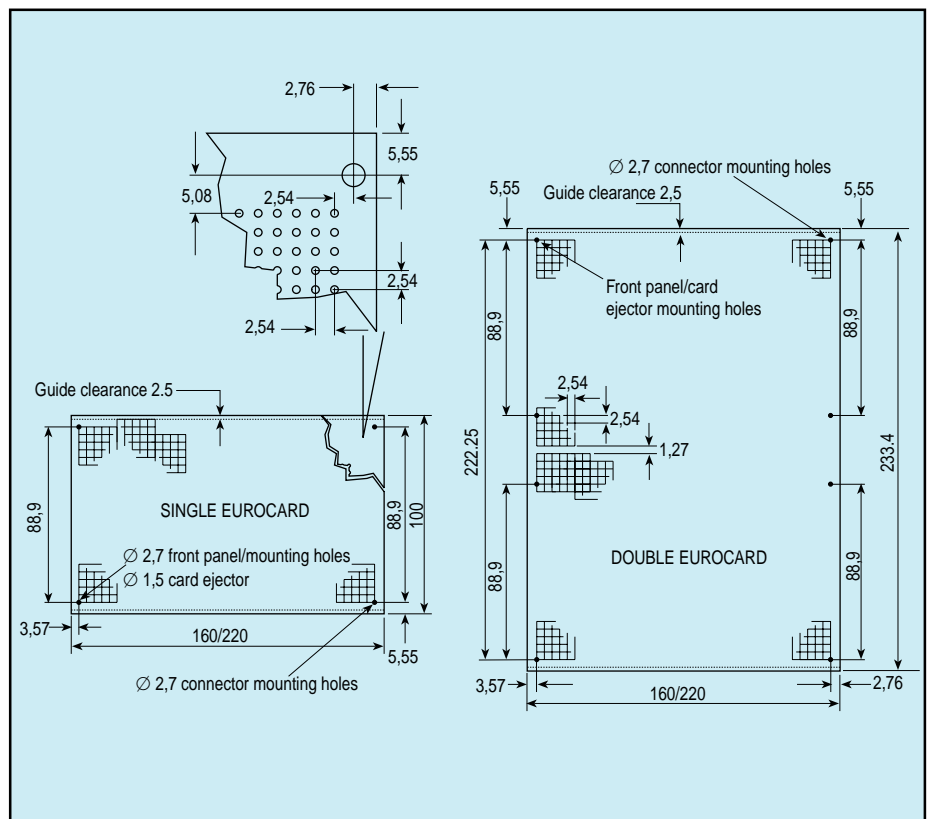 2,76
5,55
5,08
2,54
2,54
2,54
Guide clearance 2.5
88,9
SINGLE EUROCARD
88,9
100
∅ 2,7 front panel/mounting holes
∅ 1,5 card ejector
3,57
160/220
5,55
∅ 2,7 connector mounting holes
∅ 2,7 connector mounting holes
5,55
Guide clearance 2,5
5,55
Front panel/card
ejector mounting holes
88,9
88,9
2,54
2,54
1,27
222.25
233.4
DOUBLE EUROCARD
88,9
88,9
3,57
2,76
160/220